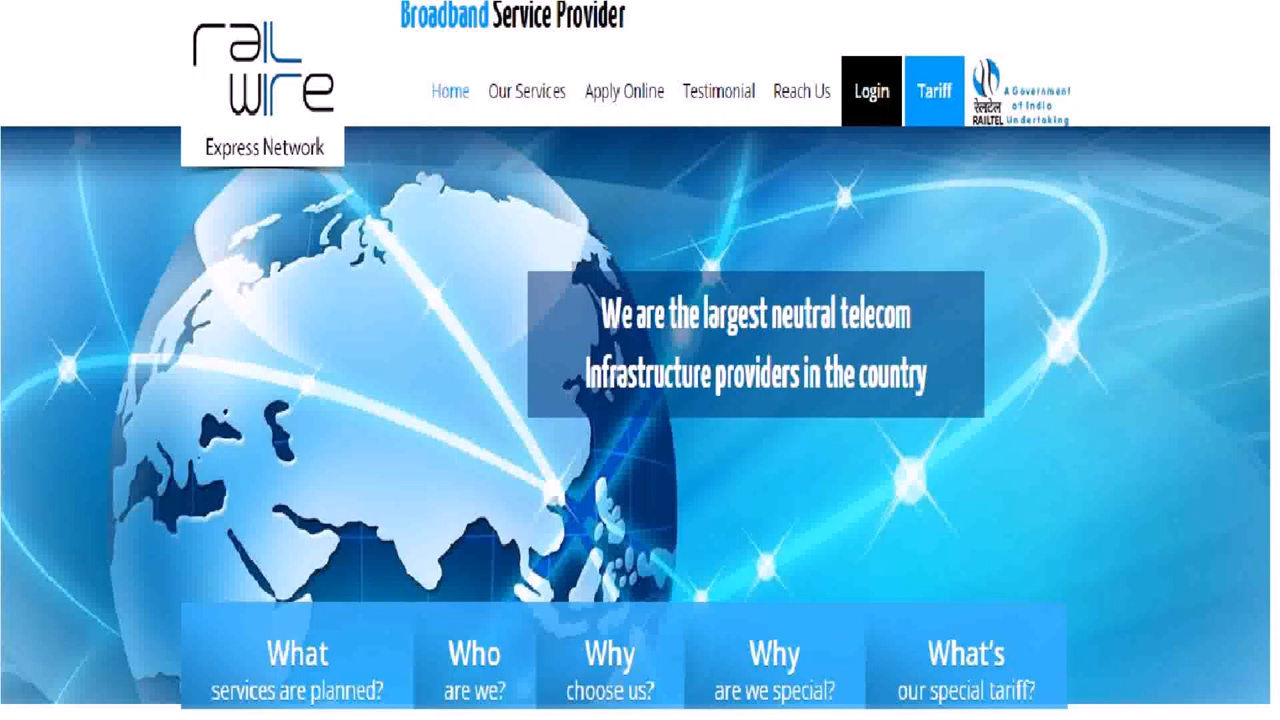 Broadband Service Provider
raIL
wire
Express Network
Home Our Services Apply Online Testimonial Reach Us Login Tariff
रेलटेल
RAILTEL
A Government
of India
Undertaking
We are the largest neutral telecom
Infrastructure providers in the country
What
services are planned?
Who
are we?
Why
choose us?
Why
are we special?
What's
our special tariff?